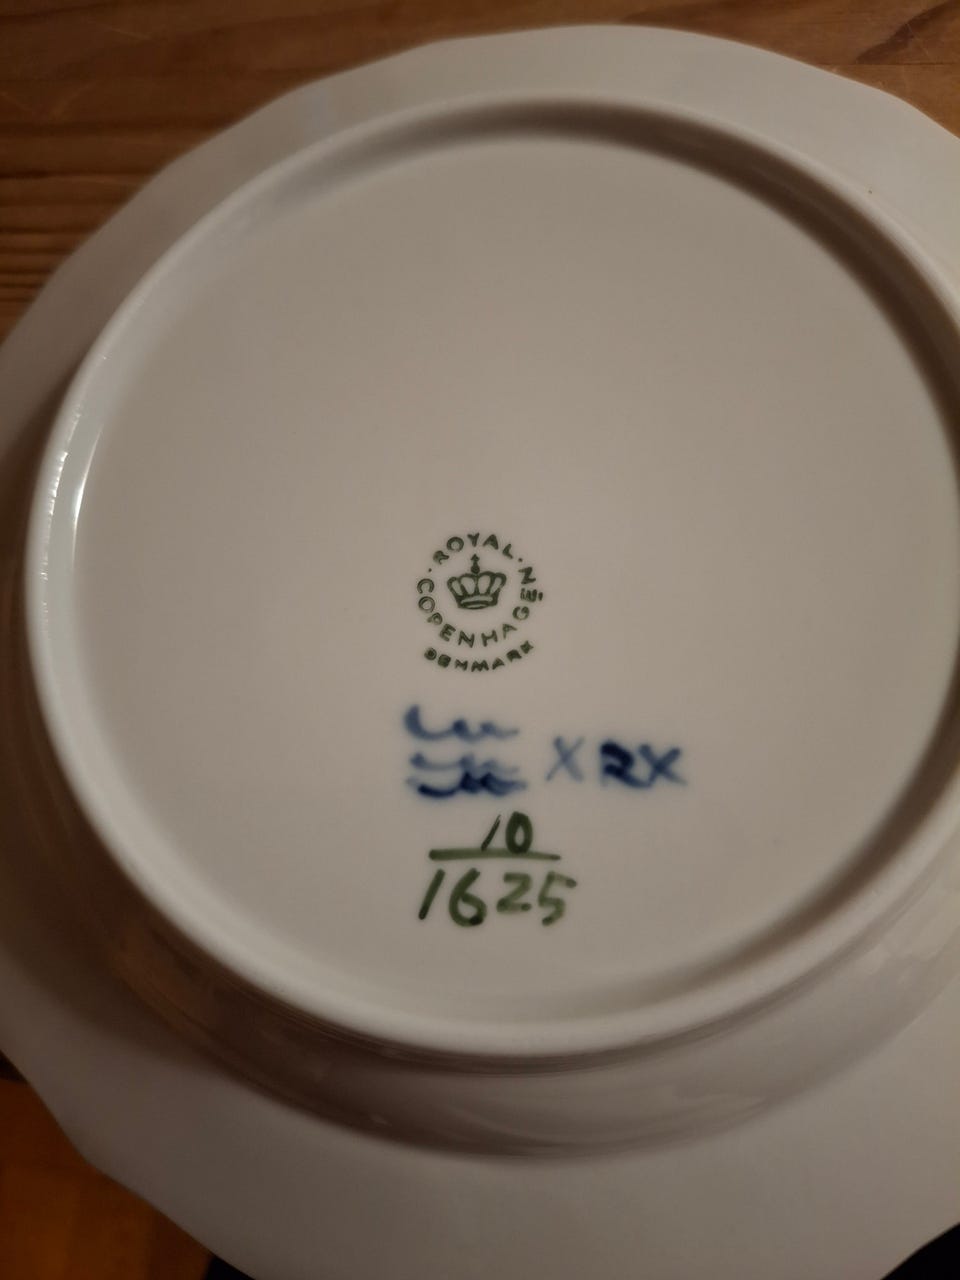 ROYAL
COPENHAGEN
DENMARK
X RX
10
1625